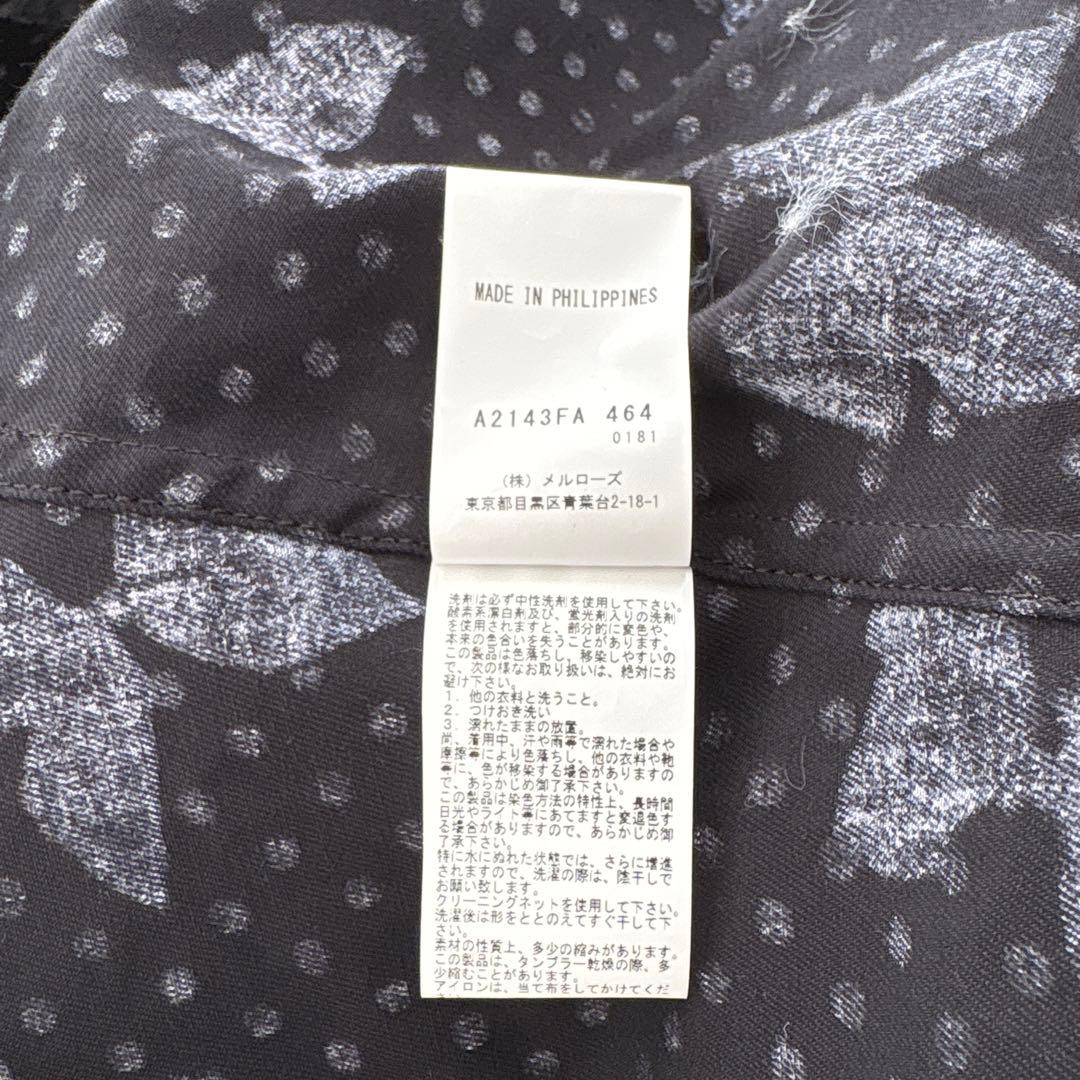 MADE IN PHILIPPINES
A2143FA 464
0181
(株) メルローズ
東京都目黒区青葉台2-18-1
洗剤は必ず中性洗剤を使用して下さい。
酸素系漂白剤及び、蛍光剤入りの洗剤
を使用されますと、部分的に変色や、
本来の色合いを失うことがあります。
この製品は色落ちし、移染しやすいの
で、次の様なお取り扱いは、絶対にお
避け下さい。
1. 他の衣料と洗うこと。
2. つけおき洗い
3. 濡れたままの放置。
尚、着用中、汗や雨等で濡れた場合や
摩擦等により色落ちし、他の衣料や靴
等に、色が移染する場合がありますの
で、あらかじめ御了承下さい。
この製品は染色方法の特性上、長時間
日光やライト等にあてますと変退色す
る場合がありますので、あらかじめ御
了承下さい。
特に水にぬれた状態では、さらに増進
されますので、洗濯の際は、陰干しで
お願い致します。
クリーニングネットを使用して下さい。
洗濯後は形をととのえてすぐ干して下
さい。
素材の性質上、多少の縮みがあります。
この製品は、タンブラー乾燥の際、多
少縮むことがあります。
アイロンは、当て布をしてかけてくだ
さい。